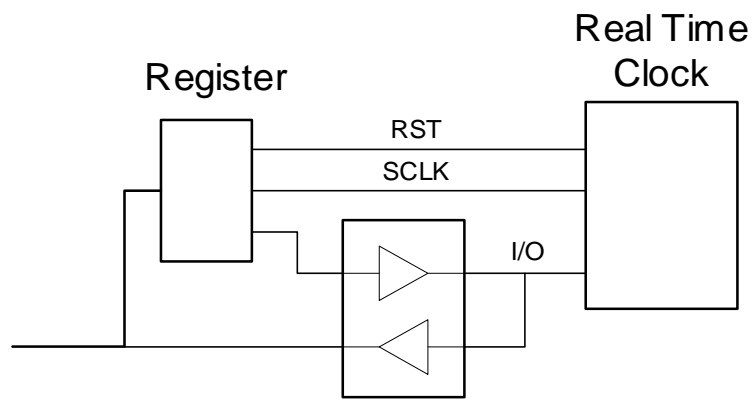 Real Time
Clock
Register
RST
SCLK
I/O